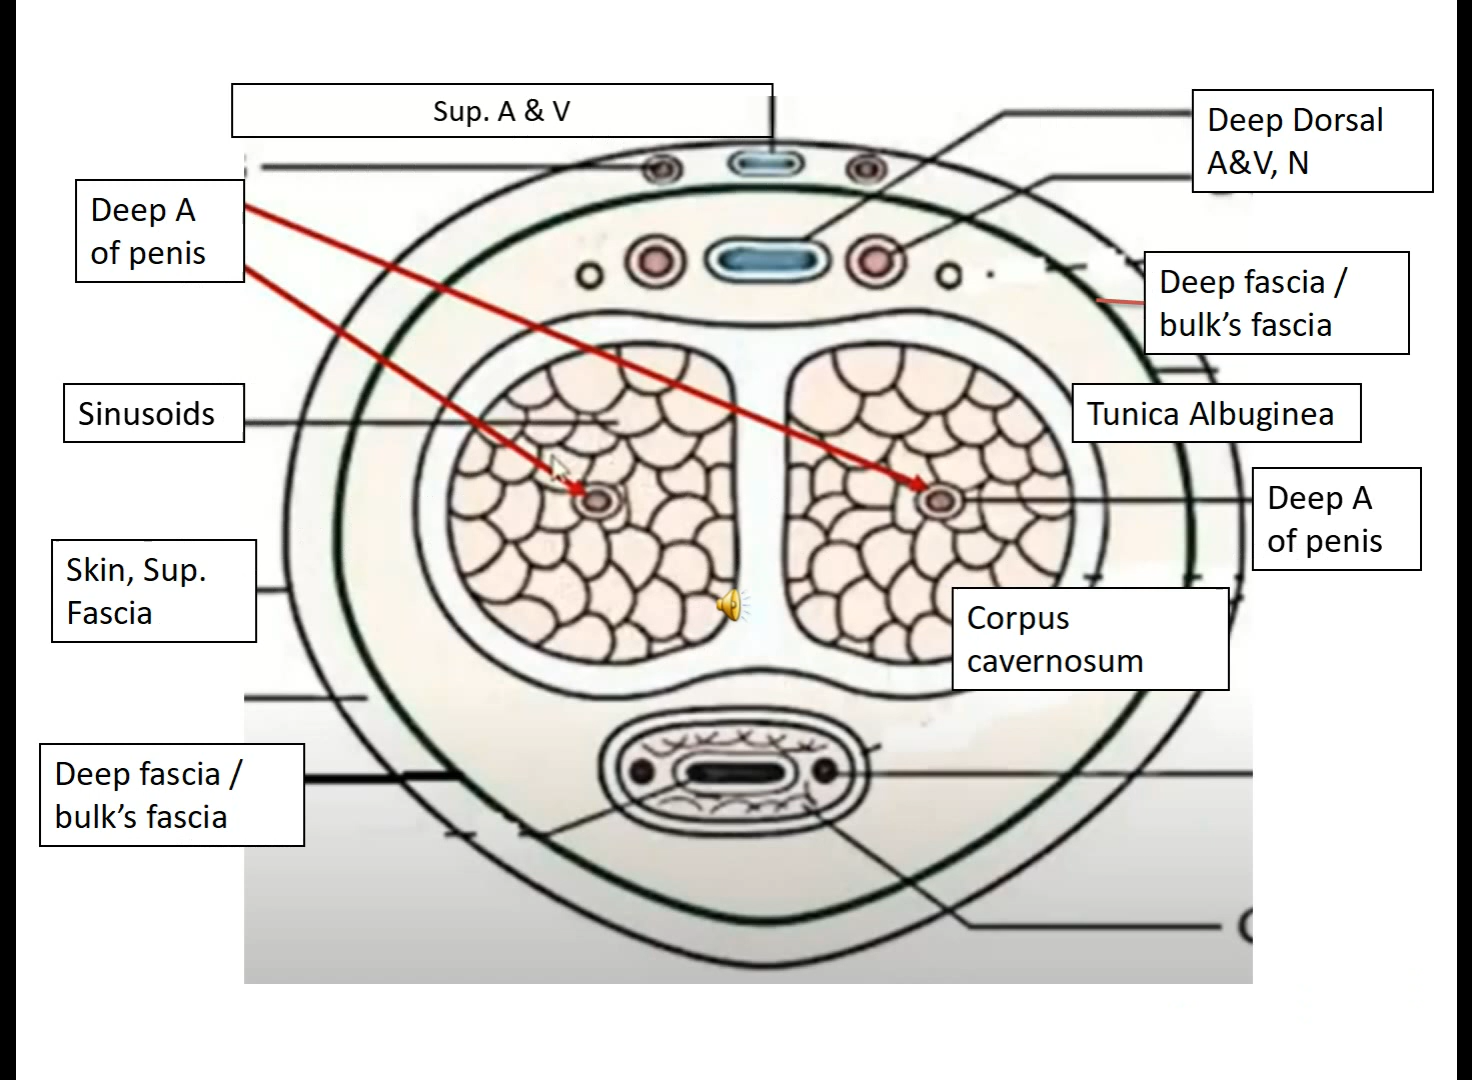 Sup. A & V
Deep Dorsal
A&V, N
Deep A
of penis
Deep fascia /
bulk’s fascia
Sinusoids
Tunica Albuginea
Deep A
of penis
Skin, Sup.
Fascia
Corpus
cavernosum
Deep fascia /
bulk’s fascia